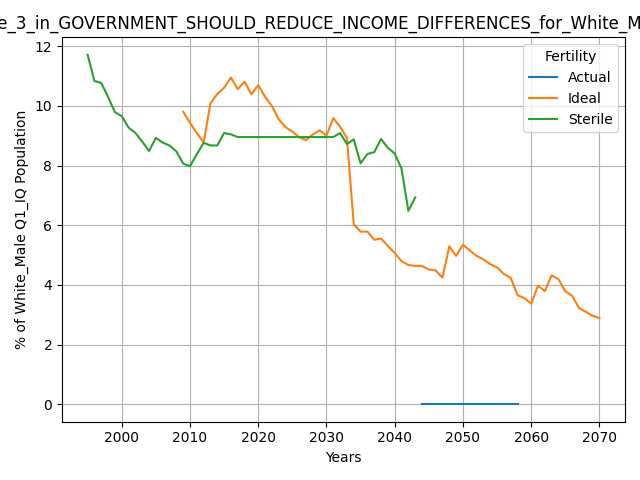 e_3_in_GOVERNMENT_SHOULD_REDUCE_INCOME_DIFFERENCES_for_White_M
Fertility
Actual
Ideal
Sterile
% of White_Male Q1_IQ Population
12
10
8
6
4
2
0
2000 2010 2020 2030 2040 2050 2060 2070
Years